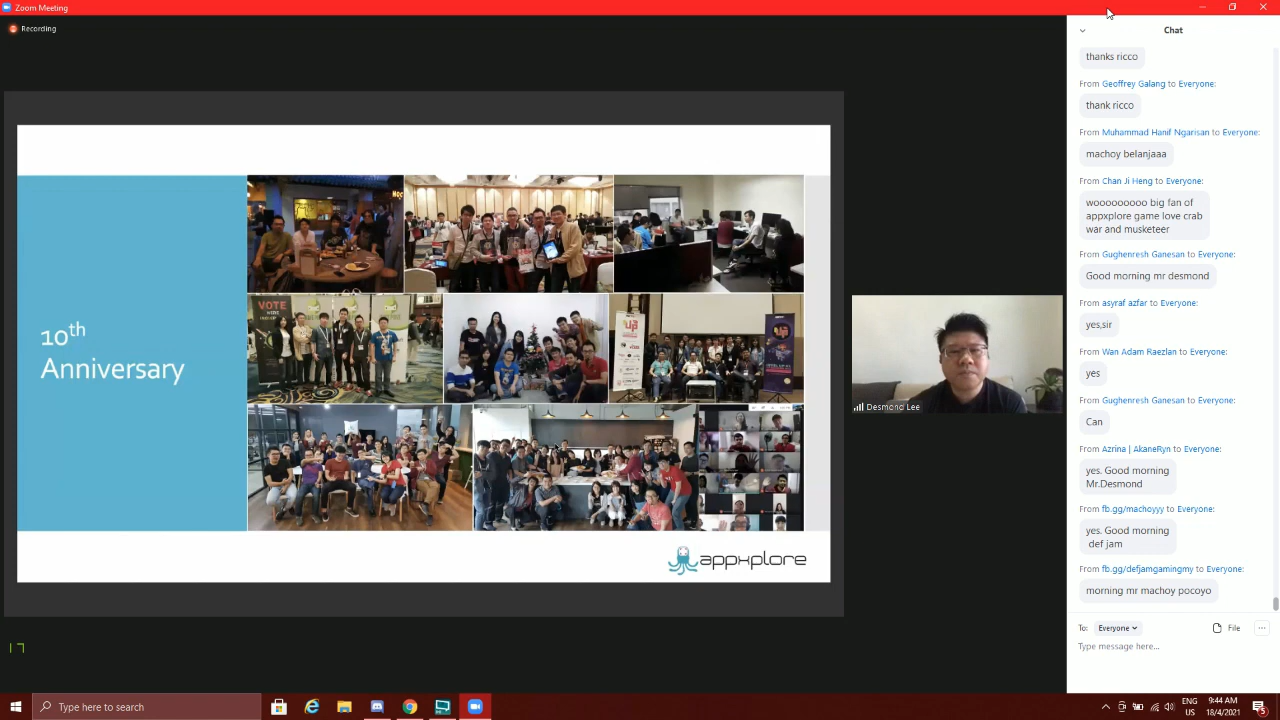 Zoom Meeting
Recording
10th
Anniversary
VOTE
appxplore
Desmond Lee
Chat
thanks ricco
From Geoffrey Galang to Everyone:
thank ricco
From Muhammad Hanif Ngarisan to Everyone:
machoy belanjaaa
From Chan Ji Heng to Everyone:
wooooooooo big fan of
appxplore game love crab
war and musketeer
From Gughenresh Ganesan to Everyone:
Good morning mr desmond
From asyraf azfar to Everyone:
yes,sir
From Wan Adam Raezlan to Everyone:
yes
From Gughenresh Ganesan to Everyone:
Can
From Azrina | AkaneRyn to Everyone:
yes. Good morning
Mr.Desmond
From fb.gg/machoyyy to Everyone:
yes. Good morning
def jam
From fb.gg/defjamgamingmy to Everyone:
morning mr machoy pocoyo
To: Everyone
File
Type message here...
Type here to search
ENG
US
9:44 AM
18/4/2021
5